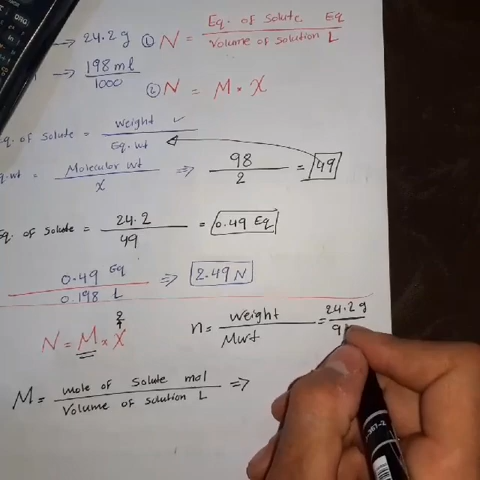 --> 24.2 g ① N = Eq. of Solute Eq / Volume of solution L
--> 198 ml / 1000
② N = M * X
Eq. of Solute = Weight ✓ / Eq. wt
q.wt = Molecular wt / X => 98 / 2 = 49
Eq. of Solute = 24.2 / 49 = 0.49 Eq
0.49 Eq / 0.198 L => 2.49 N
N = M * X 2
n = Weight / Mwt = 24.2 g / 9
M = mole of Solute mol / Volume of solution L =>